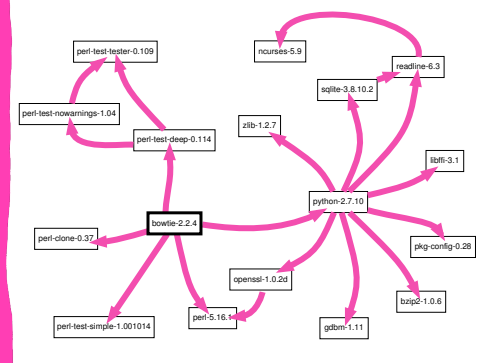 perl-test-tester-0.109
ncurses-5.9
readline-6.3
sqlite-3.8.10.2
perl-test-nowarnings-1.04
zlib-1.2.7
perl-test-deep-0.114
libffi-3.1
python-2.7.10
bowtie-2.2.4
perl-clone-0.37
pkg-config-0.28
openssl-1.0.2d
bzip2-1.0.6
perl-5.16.1
perl-test-simple-1.001014
gdbm-1.11